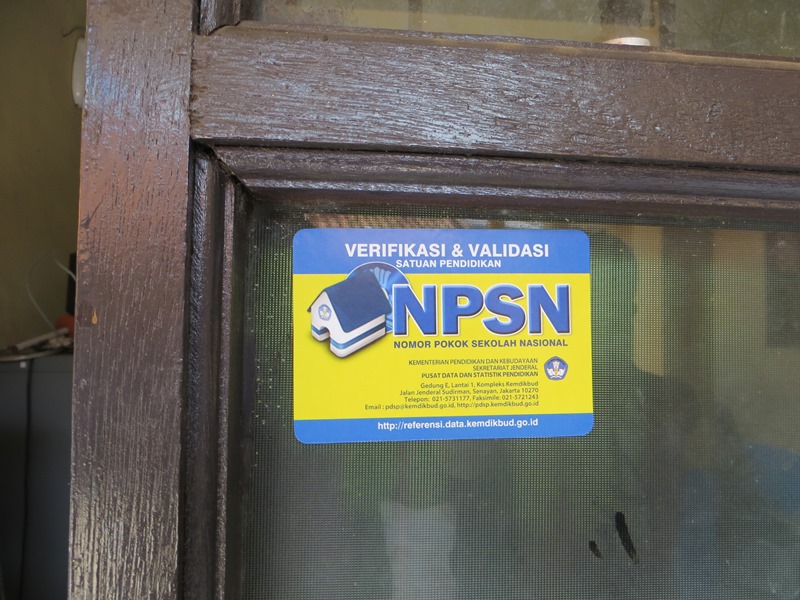 VERIFIKASI & VALIDASI
SATUAN PENDIDIKAN
NPSN
NOMOR POKOK SEKOLAH NASIONAL
KEMENTERIAN PENDIDIKAN DAN KEBUDAYAAN
SEKRETARIAT JENDERAL
PUSAT DATA DAN STATISTIK PENDIDIKAN
Gedung E, Lantai 1, Kompleks Kemdikbud
Jalan Jenderal Sudirman, Senayan, Jakarta 10270
Telepon: 021-5731177, Faksimile: 021-5721243
Email : pdsp@kemdikbud.go.id, http://pdsp.kemdikbud.go.id
http://referensi.data.kemdikbud.go.id